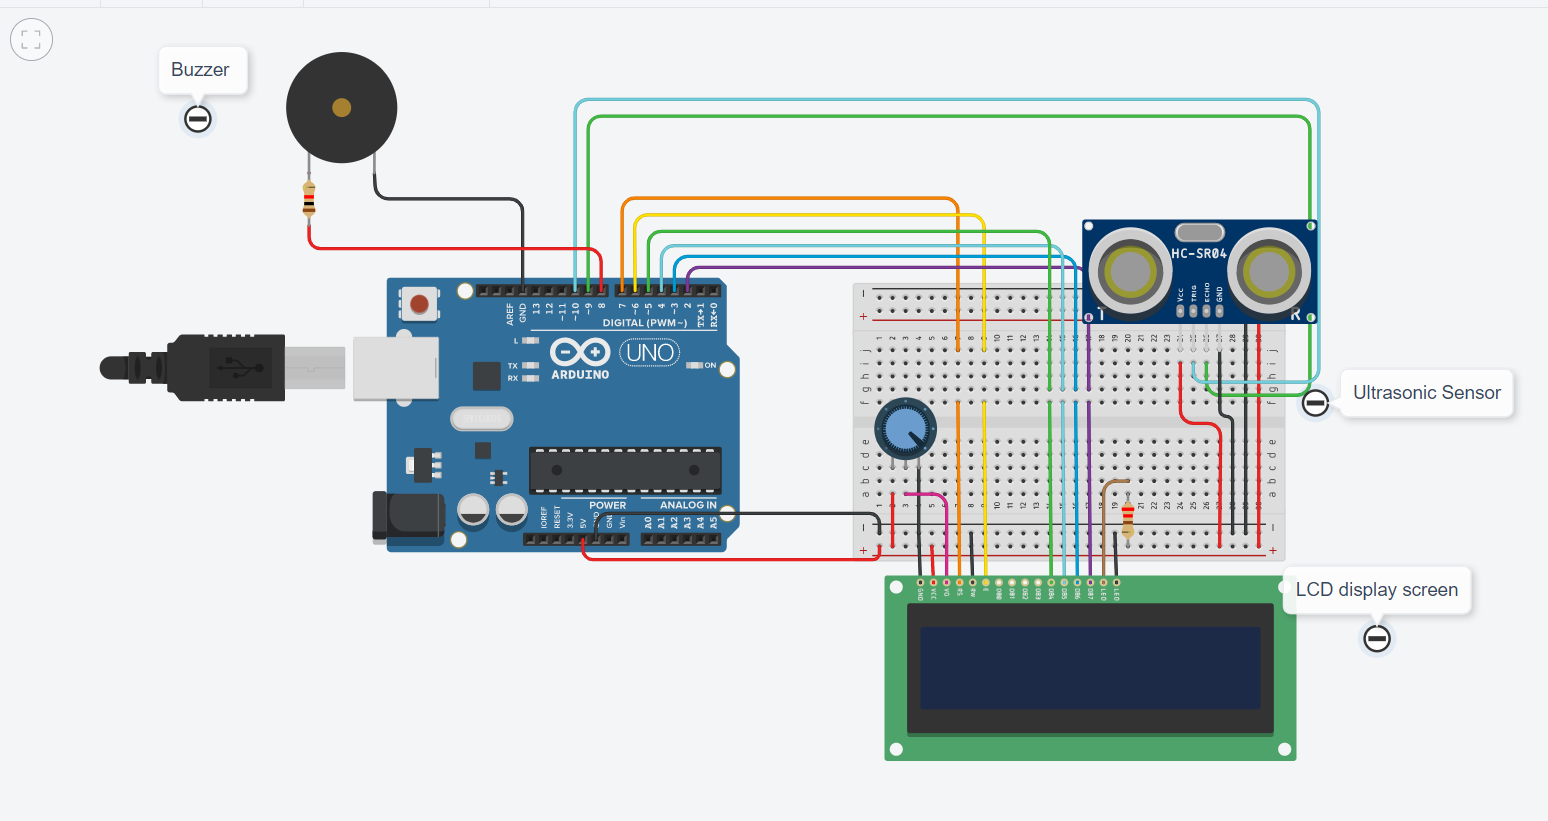 Buzzer
HC-SR04
Vcc
TRIG
ECHO
GND
T
R
AREF
GND
13
12
~11
~10
~9
8
7
~6
~5
4
~3
2
TX→1
RX←0
DIGITAL (PWM~)
L
TX
RX
ARDUINO
UNO
ON
Ultrasonic Sensor
POWER
ANALOG IN
IOREF
RESET
3.3V
5V
GND
Vin
A0
A1
A2
A3
A4
A5
LCD display screen
GND
VCC
VO
RS
RW
E
DB0
DB1
DB2
DB3
DB4
DB5
DB6
DB7
LED
LED